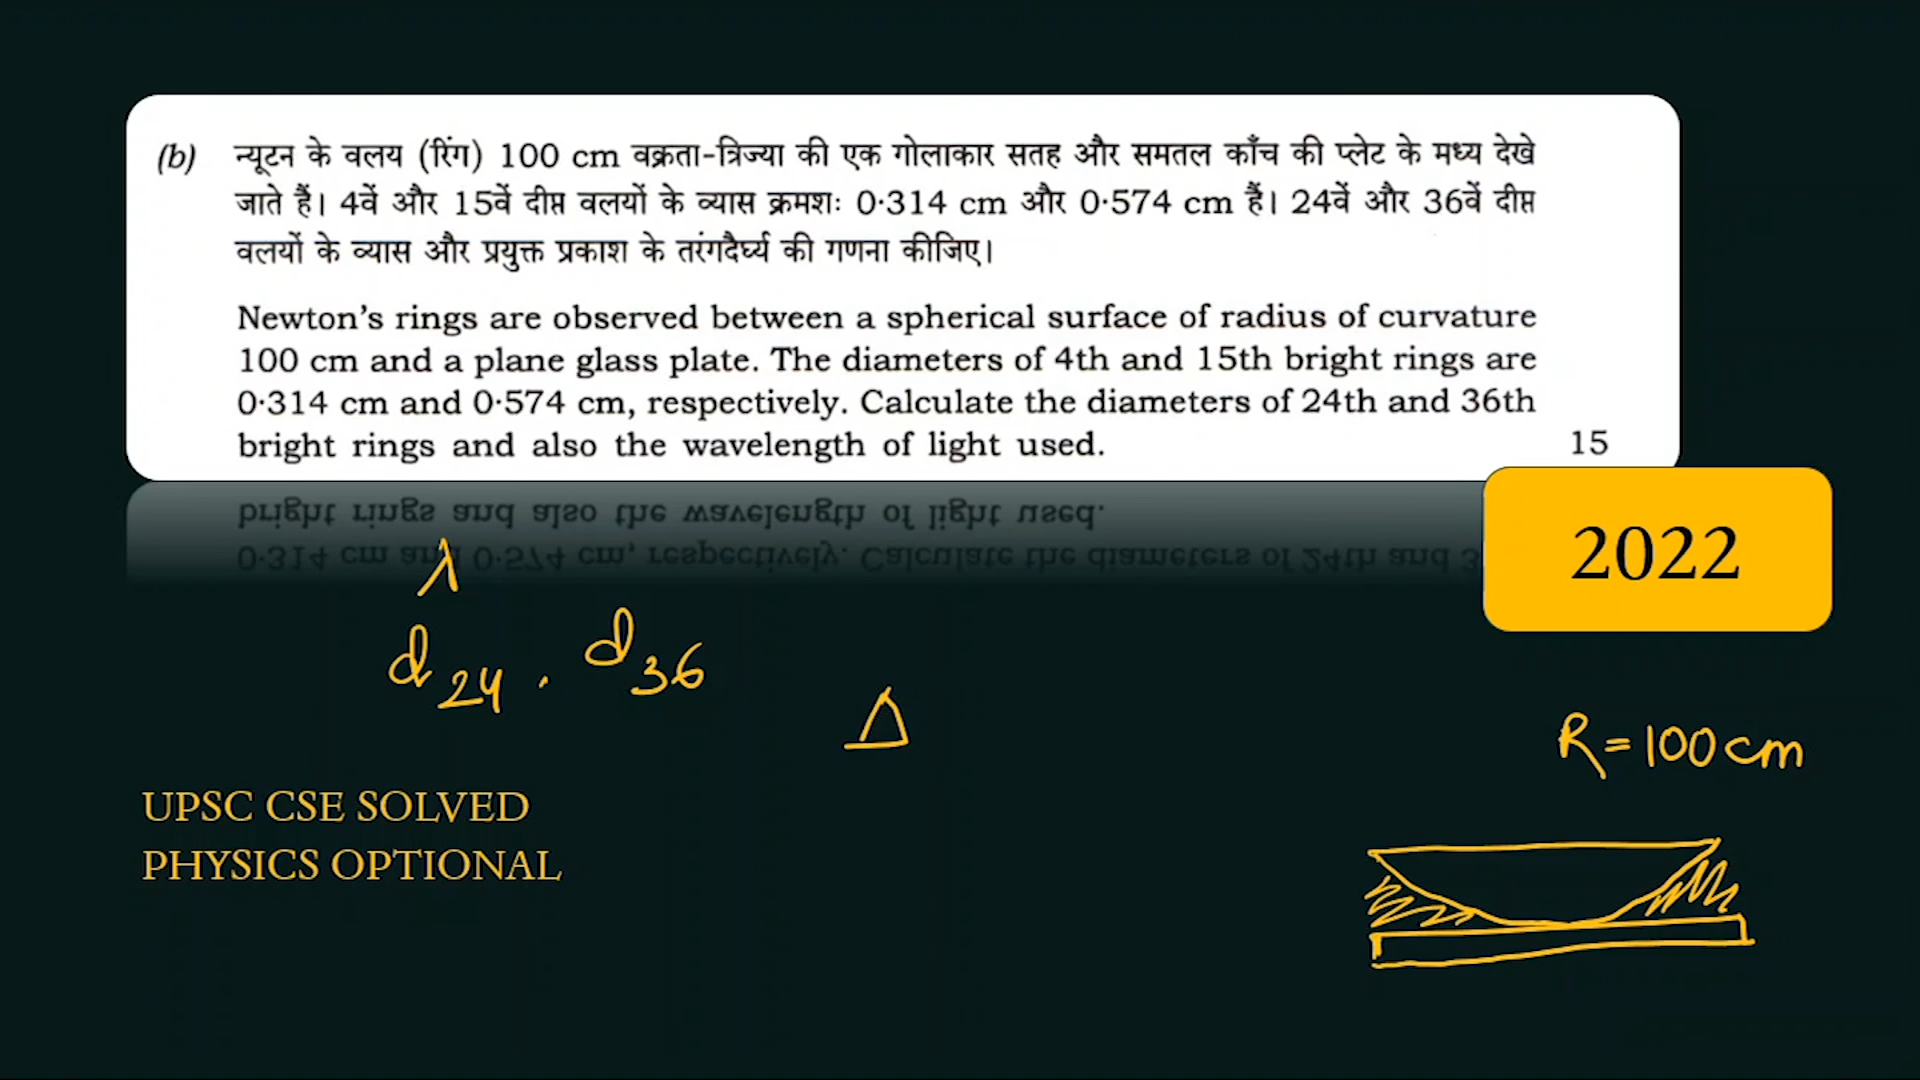 (b) न्यूटन के वलय (रिंग) 100 cm वक्रता-त्रिज्या की एक गोलाकार सतह और समतल काँच की प्लेट के मध्य देखे
जाते हैं। 4वें और 15वें दीप्त वलयों के व्यास क्रमशः 0·314 cm और 0·574 cm हैं। 24वें और 36वें दीप्त
वलयों के व्यास और प्रयुक्त प्रकाश के तरंगदैर्घ्य की गणना कीजिए।
Newton's rings are observed between a spherical surface of radius of curvature
100 cm and a plane glass plate. The diameters of 4th and 15th bright rings are
0·314 cm and 0·574 cm, respectively. Calculate the diameters of 24th and 36th
bright rings and also the wavelength of light used. 15
2022
λ
d24 . d36
Δ
R=100cm
UPSC CSE SOLVED
PHYSICS OPTIONAL